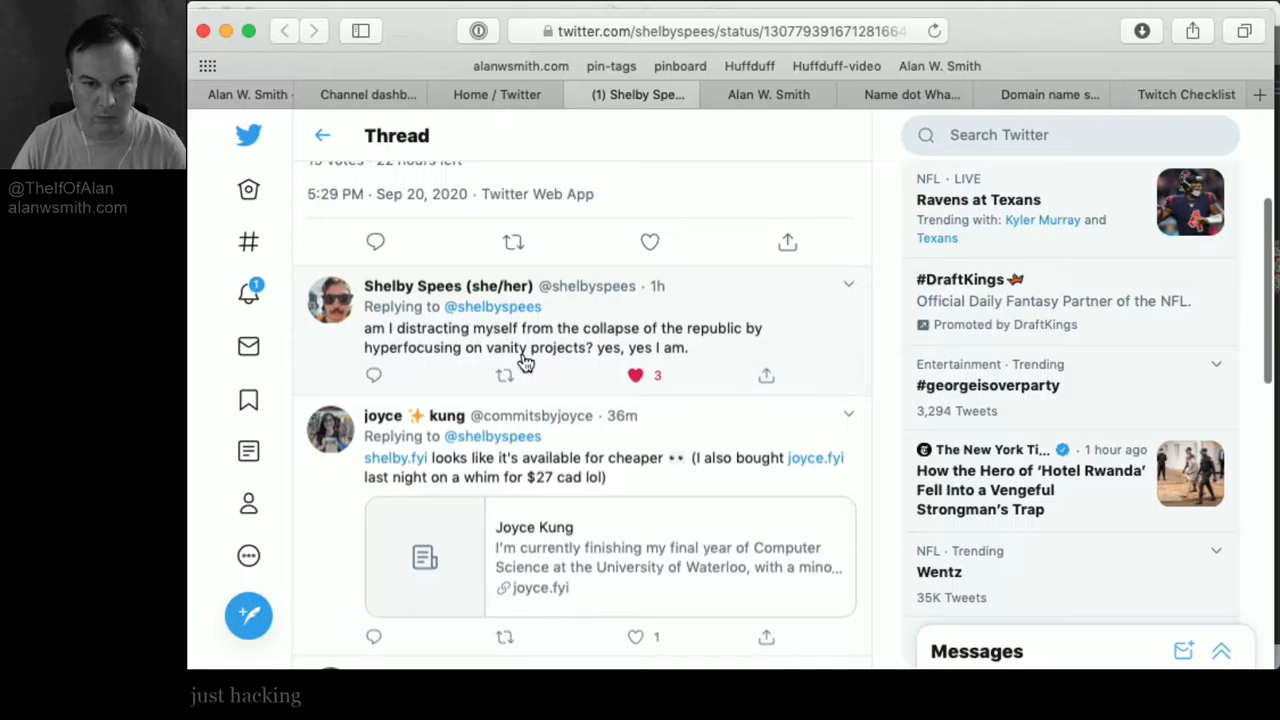 twitter.com/shelbyspees/status/130779391671281664
alanwsmith.com pin-tags pinboard Huffduff Huffduff-video Alan W. Smith
Alan W. Smith Channel dashb... Home / Twitter (1) Shelby Spe... Alan W. Smith Name dot Wha... Domain name s... Twitch Checklist
@TheIfOfAlan
alanwsmith.com
Thread
22 hours left
5:29 PM · Sep 20, 2020 · Twitter Web App
Shelby Spees (she/her) @shelbyspees · 1h
Replying to @shelbyspees
am I distracting myself from the collapse of the republic by
hyperfocusing on vanity projects? yes, yes I am.
3
joyce ✨ kung @commitsbyjoyce · 36m
Replying to @shelbyspees
shelby.fyi looks like it's available for cheaper 👀 (I also bought joyce.fyi
last night on a whim for $27 cad lol)
Joyce Kung
I'm currently finishing my final year of Computer
Science at the University of Waterloo, with a mino...
joyce.fyi
1
1
Search Twitter
NFL · LIVE
Ravens at Texans
Trending with: Kyler Murray and
Texans
#DraftKings
Official Daily Fantasy Partner of the NFL.
Promoted by DraftKings
Entertainment · Trending
#georgeisoverparty
3,294 Tweets
The New York Ti... · 1 hour ago
How the Hero of ‘Hotel Rwanda’
Fell Into a Vengeful
Strongman’s Trap
NFL · Trending
Wentz
35K Tweets
Messages
just hacking